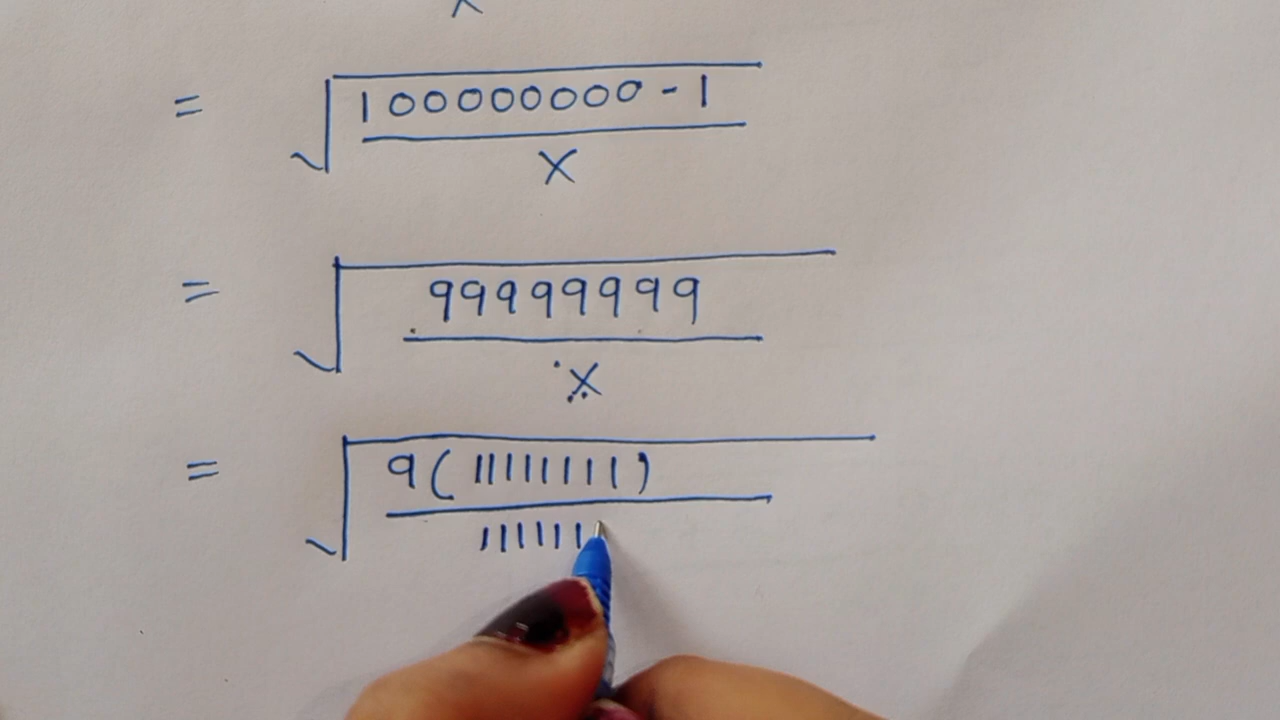 x
= √ 100000000 - 1
x
= √ 99999999
x
= √ 9 ( 11111111 )
111111